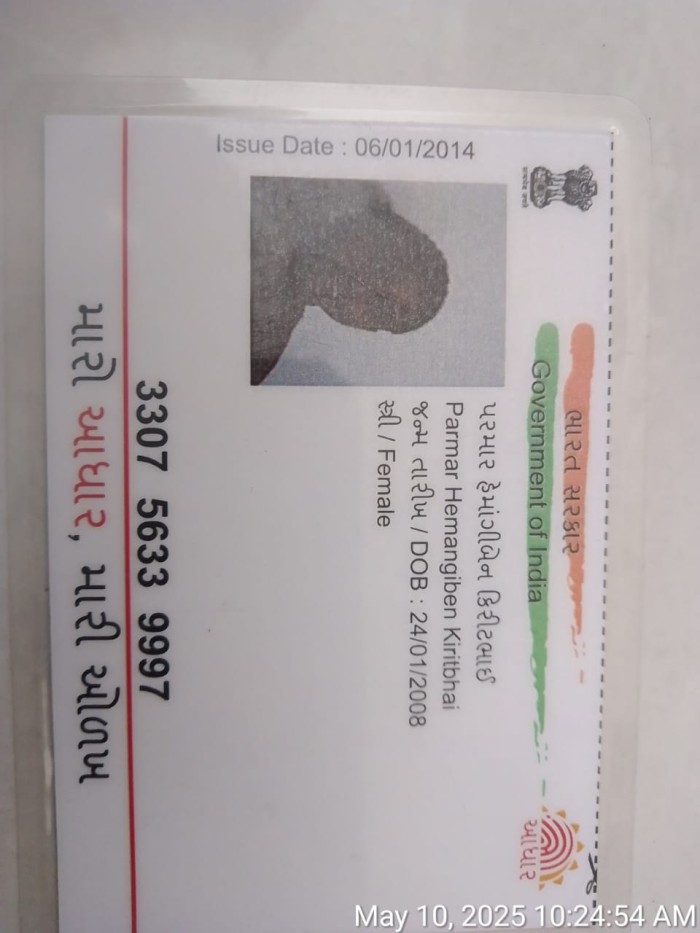 ભારત સરકાર
Government of India
Issue Date : 06/01/2014
પરમાર હેમાંગીબેન કિરીટભાઈ
Parmar Hemangiben Kiritbhai
જન્મ તારીખ / DOB : 24/01/2008
સ્ત્રી / Female
આધાર
3307 5633 9997
મારો આધાર, મારી ઓળખ
May 10, 2025 10:24:54 AM